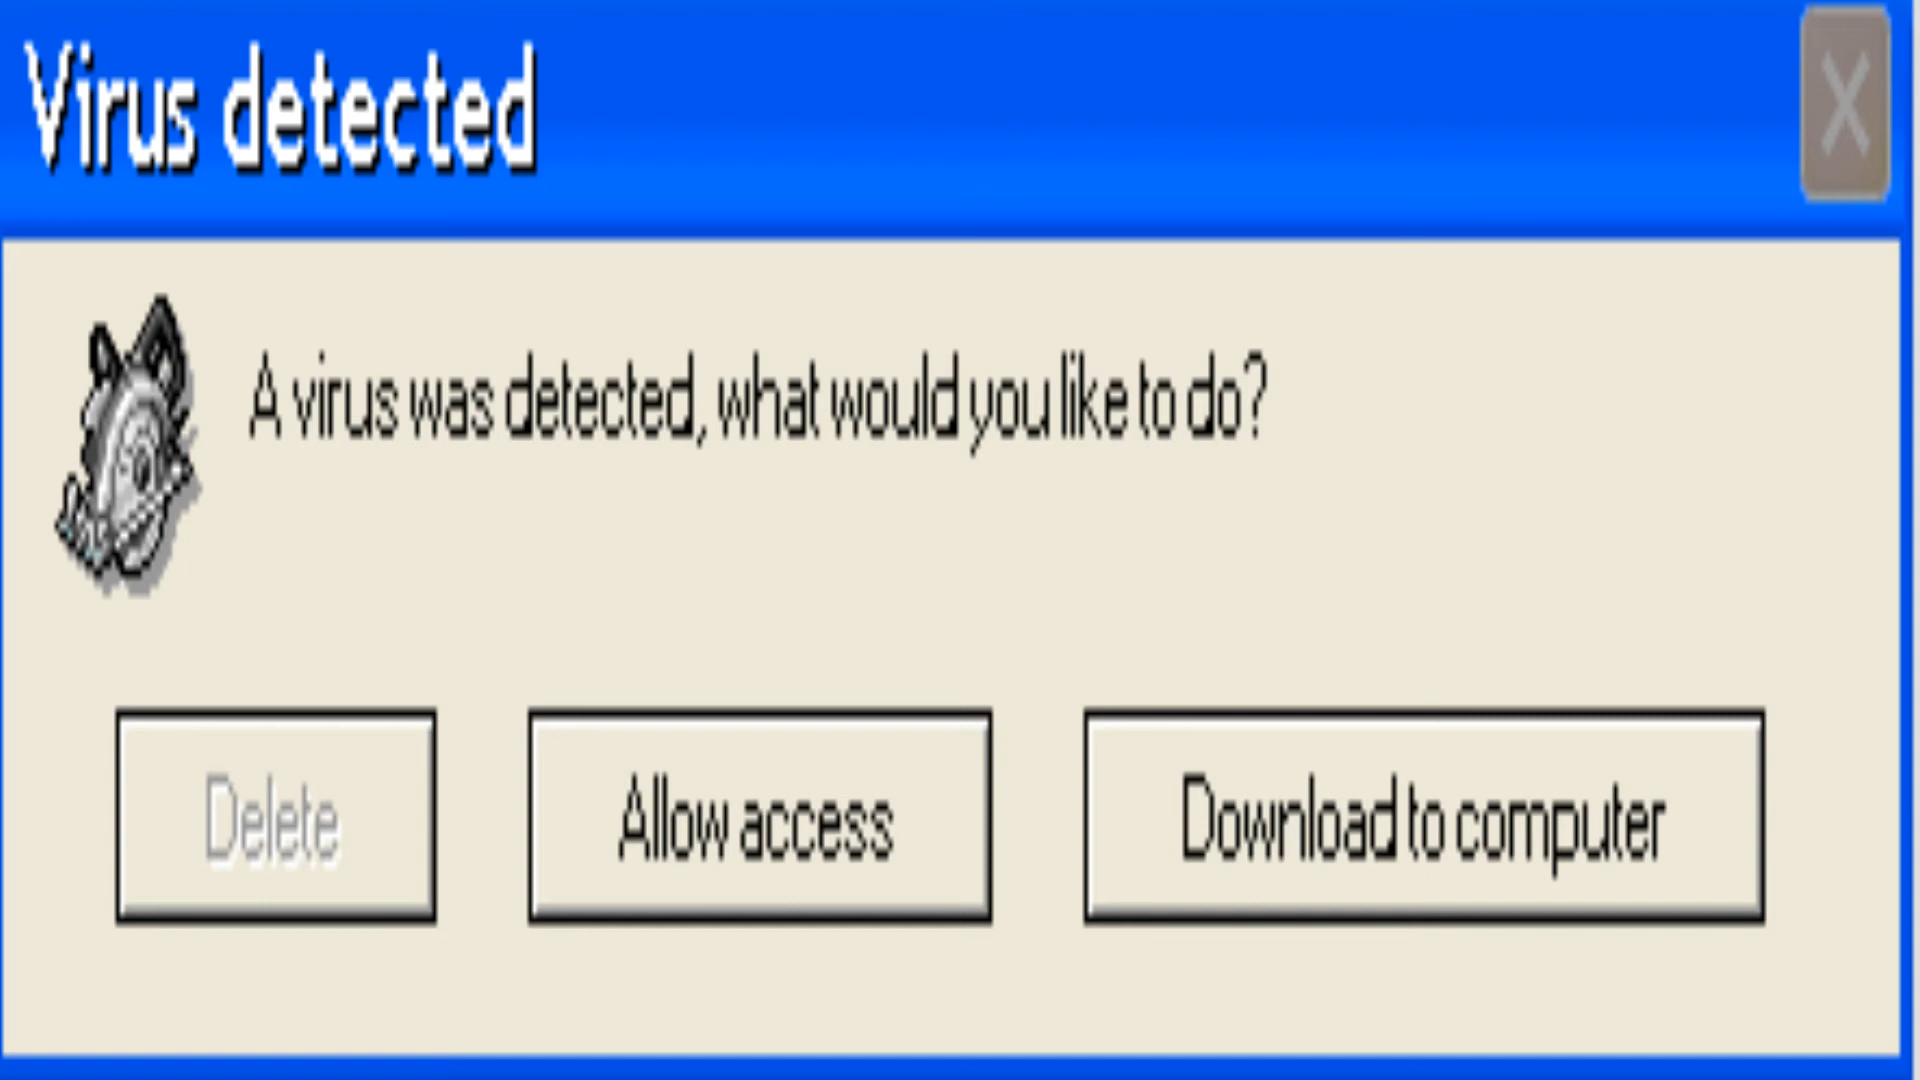 Virus detected
A virus was detected, what would you like to do?
Delete
Allow access
Download to computer